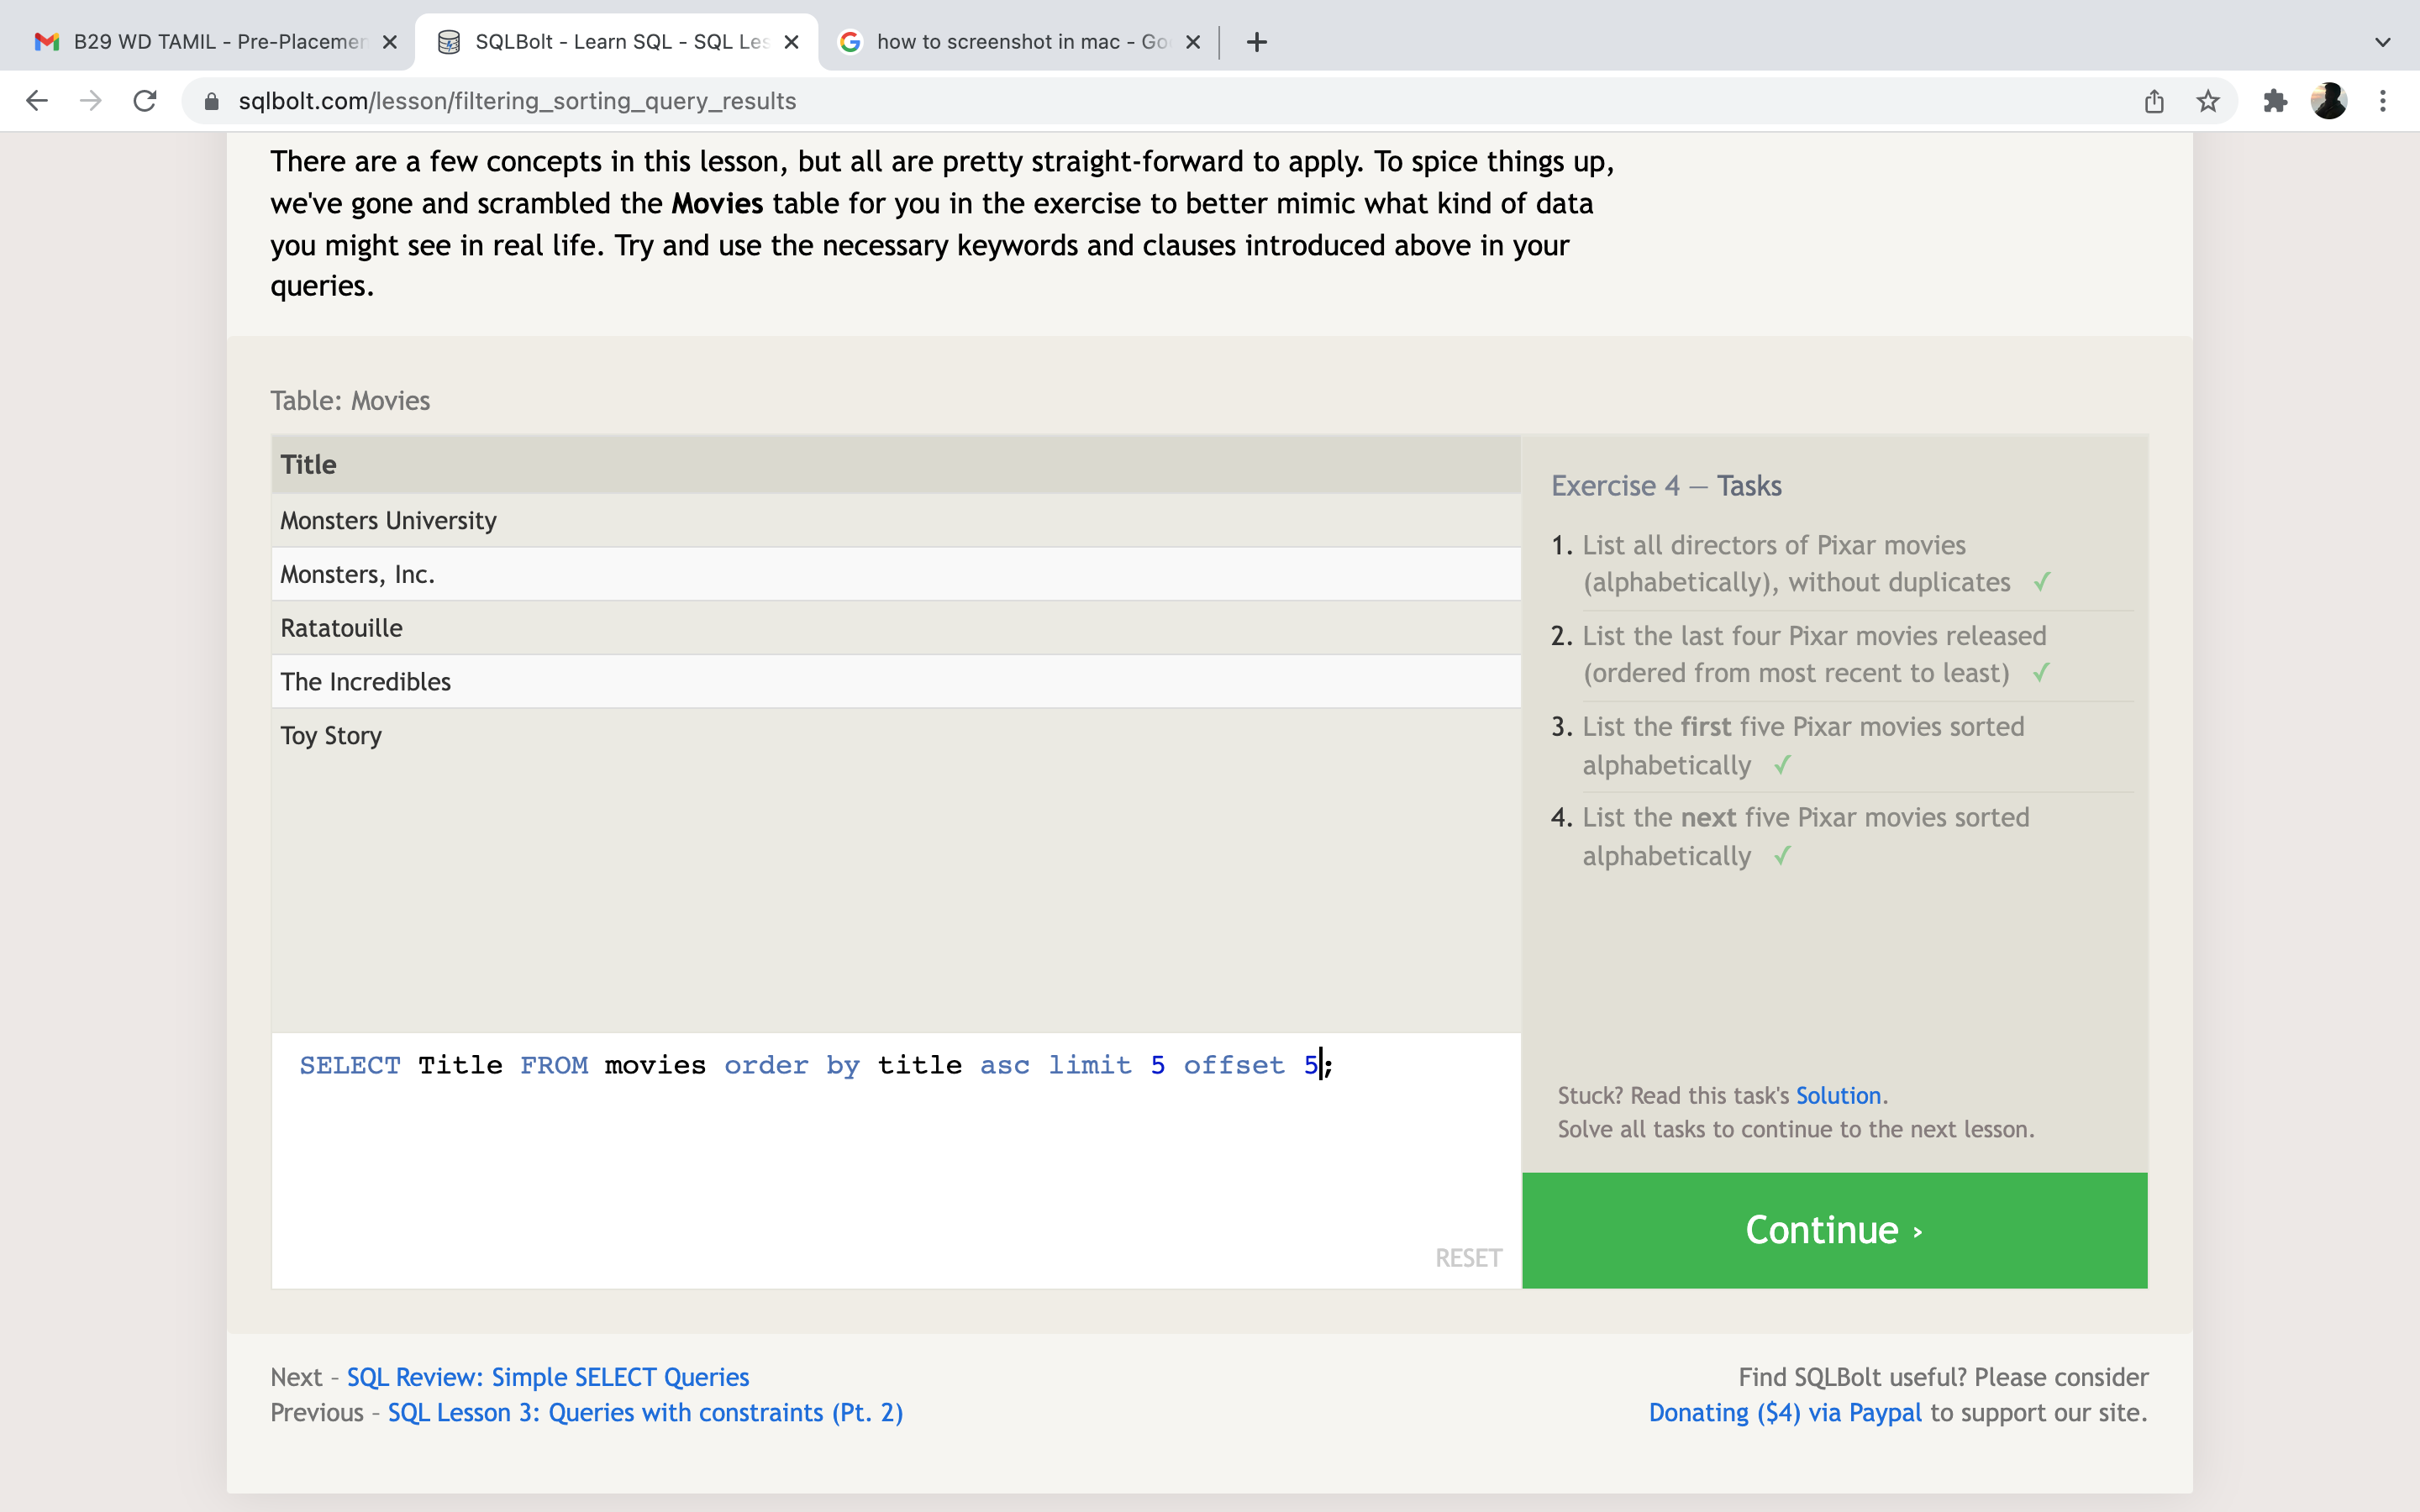 B29 WD TAMIL - Pre-Placemen
SQLBolt - Learn SQL - SQL Les
how to screenshot in mac - Goo
sqlbolt.com/lesson/filtering_sorting_query_results
There are a few concepts in this lesson, but all are pretty straight-forward to apply. To spice things up,
we've gone and scrambled the Movies table for you in the exercise to better mimic what kind of data
you might see in real life. Try and use the necessary keywords and clauses introduced above in your
queries.
Table: Movies
Title
Monsters University
Monsters, Inc.
Ratatouille
The Incredibles
Toy Story
SELECT Title FROM movies order by title asc limit 5 offset 5;
RESET
Exercise 4 — Tasks
1. List all directors of Pixar movies
(alphabetically), without duplicates ✓
2. List the last four Pixar movies released
(ordered from most recent to least) ✓
3. List the first five Pixar movies sorted
alphabetically ✓
4. List the next five Pixar movies sorted
alphabetically ✓
Stuck? Read this task's Solution.
Solve all tasks to continue to the next lesson.
Continue ›
Next – SQL Review: Simple SELECT Queries
Previous – SQL Lesson 3: Queries with constraints (Pt. 2)
Find SQLBolt useful? Please consider
Donating ($4) via Paypal to support our site.